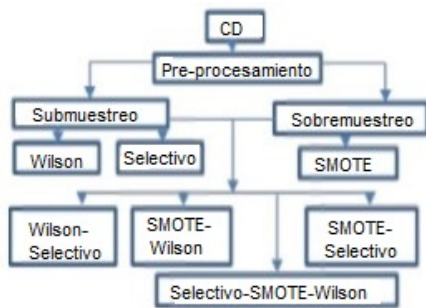 CD
Pre-procesamiento
Submuestreo
Sobremuestreo
Wilson
Selectivo
SMOTE
Wilson-
Selectivo
SMOTE-
Wilson
SMOTE-
Selectivo
Selectivo-SMOTE-Wilson